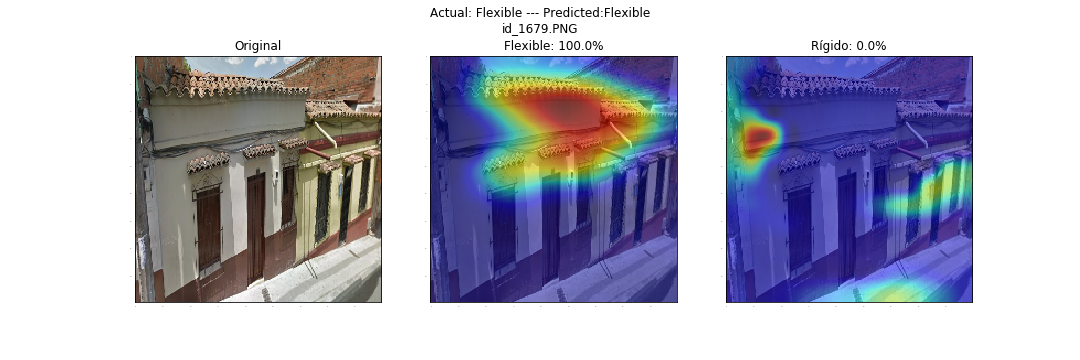 Actual: Flexible --- Predicted:Flexible
id_1679.PNG
Original
Flexible: 100.0%
Rígido: 0.0%